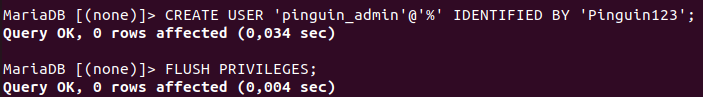 MariaDB [(none)]> CREATE USER 'pinguin_admin'@'%' IDENTIFIED BY 'Pinguin123';
Query OK, 0 rows affected (0,034 sec)
MariaDB [(none)]> FLUSH PRIVILEGES;
Query OK, 0 rows affected (0,004 sec)